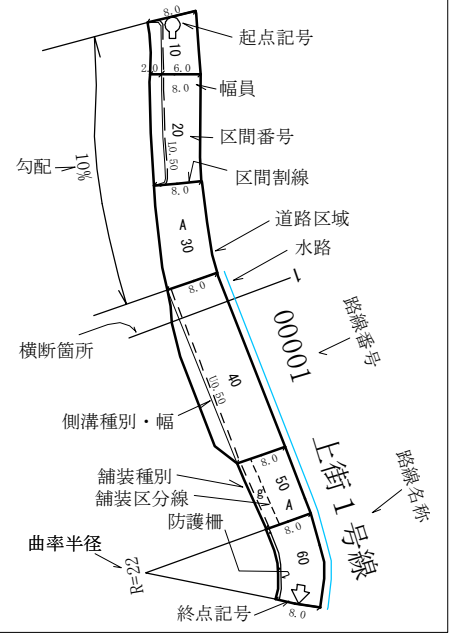 8.0
起点記号
10
2.0 6.0
8.0
幅員
20
U0.50
区間番号
区間割線
8.0
勾配
10%
道路区域
A
30
水路
8.0
1
横断箇所
00001
路線番号
40
U0.50
側溝種別・幅
上街1号線
路線名称
8.0
舗装種別
50
g
A
舗装区分線
8.0
防護柵
曲率半径
R=22
60
終点記号
8.0